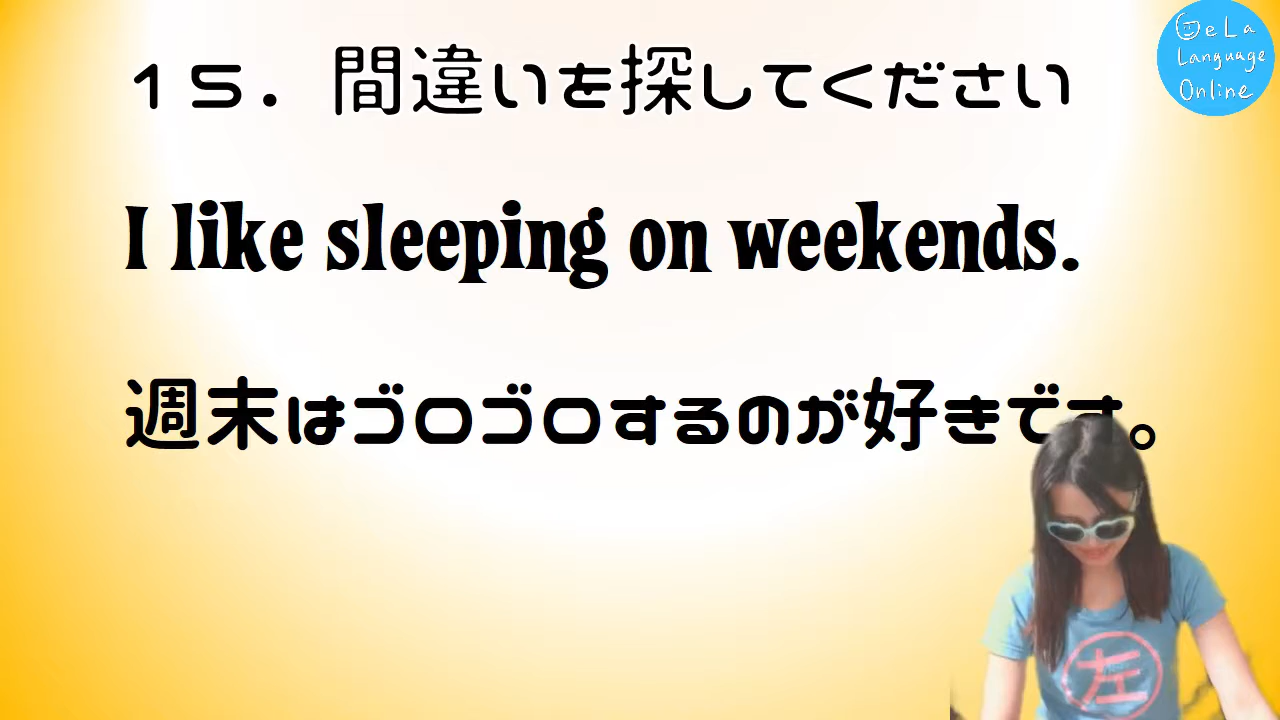 １５．間違いを探してください
GeLa
Language
Online
I like sleeping on weekends.
週末はゴロゴロするのが好きです。
左